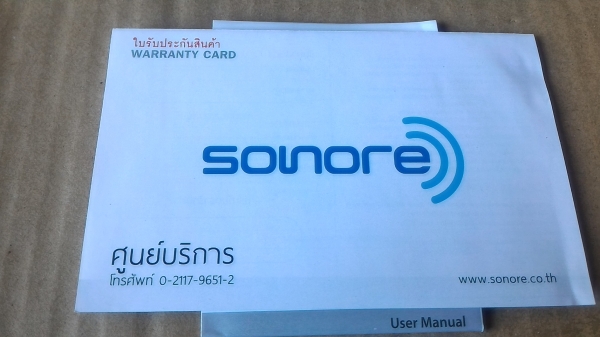 ใบรับประกันสินค้า
WARRANTY CARD
sonore
ศูนย์บริการ
โทรศัพท์ 0-2117-9651-2
www.sonore.co.th
User Manual